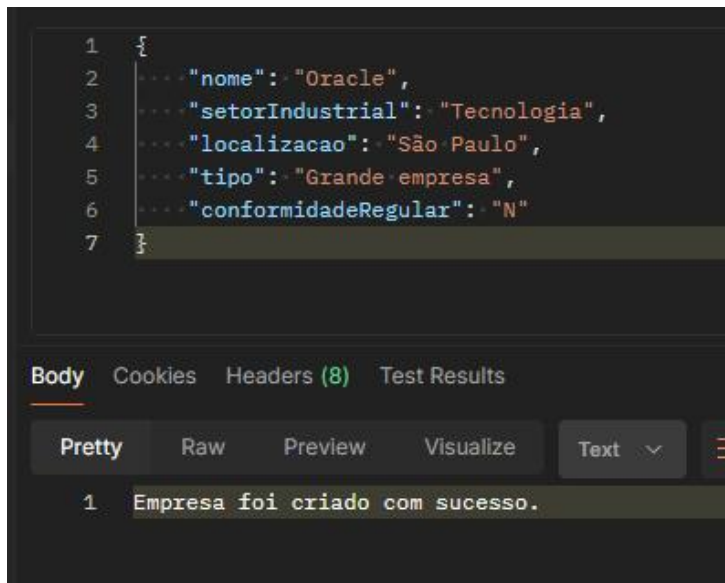 1 {
2 "nome": "Oracle",
3 "setorIndustrial": "Tecnologia",
4 "localizacao": "São Paulo",
5 "tipo": "Grande empresa",
6 "conformidadeRegular": "N"
7 }
Body Cookies Headers (8) Test Results
Pretty Raw Preview Visualize Text
1 Empresa foi criado com sucesso.